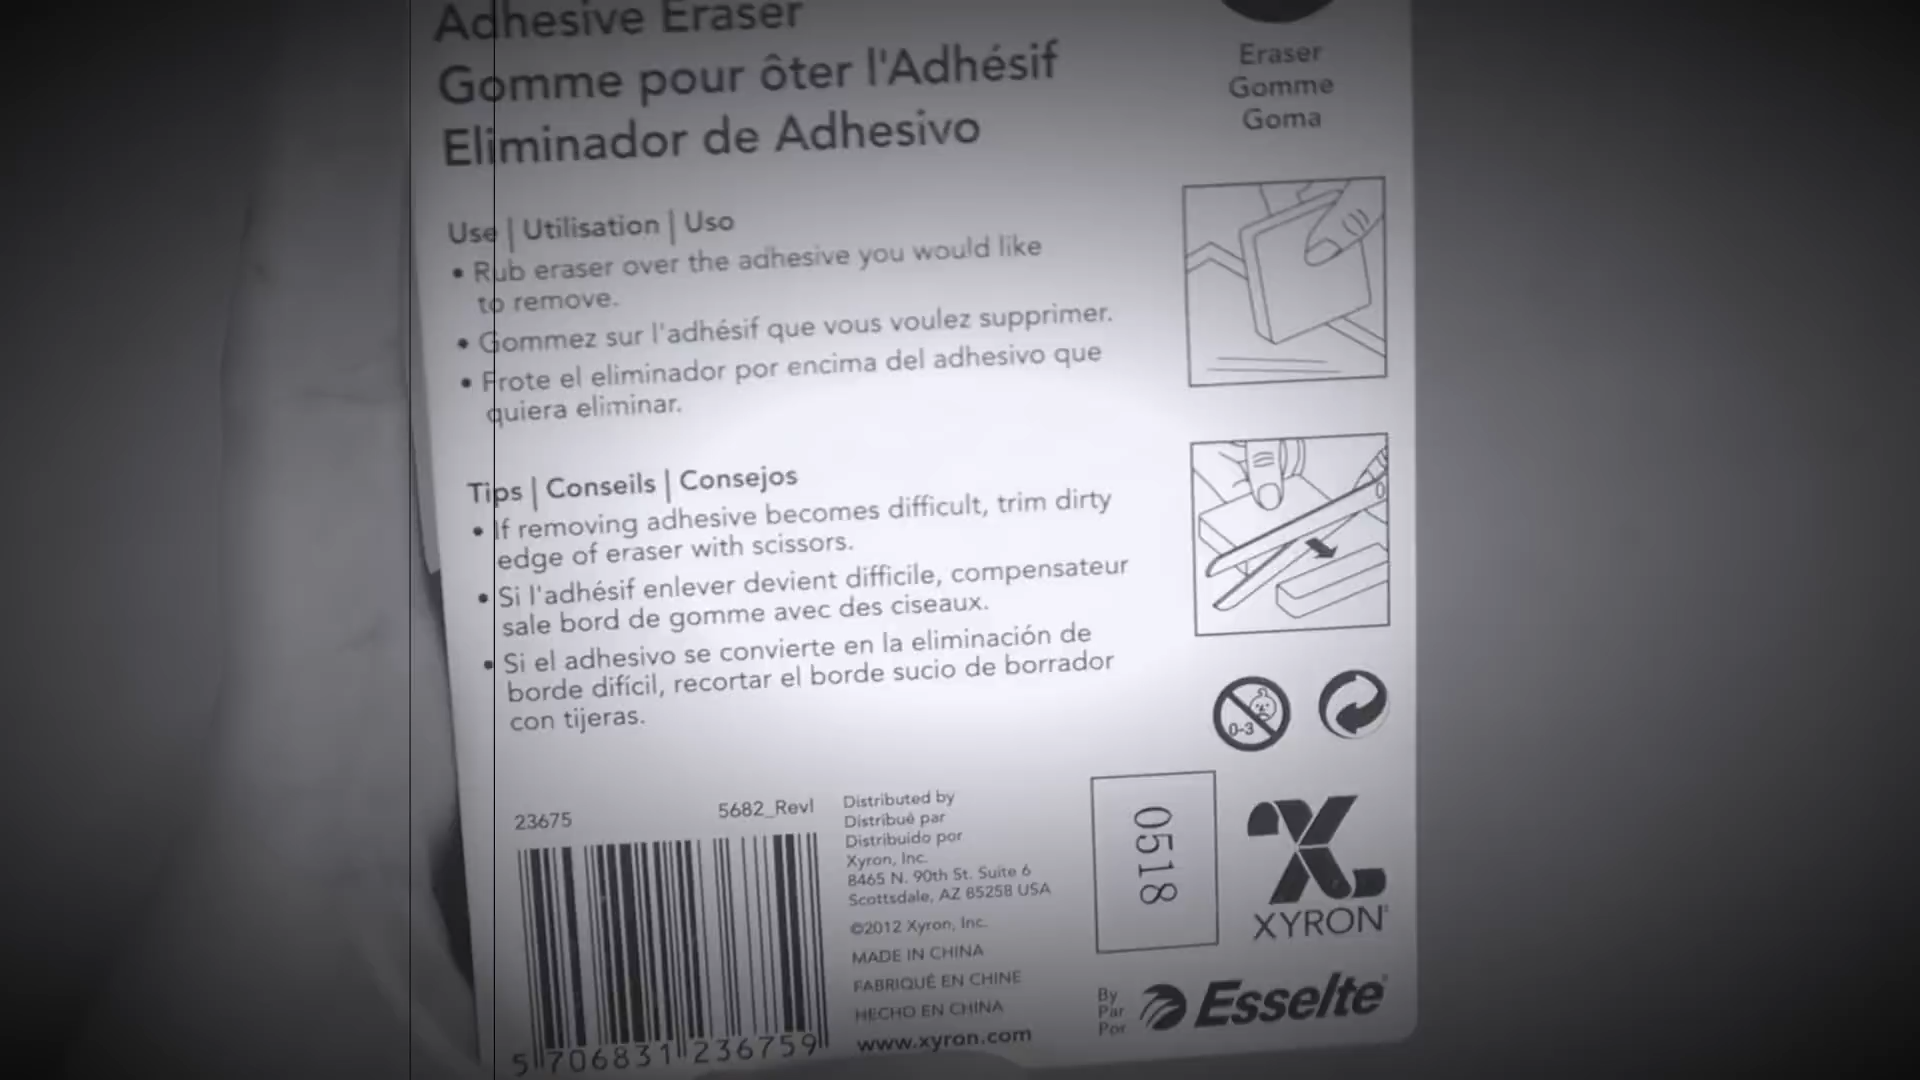 Adhesive Eraser
Gomme pour ôter l'Adhésif
Eliminador de Adhesivo
Eraser
Gomme
Goma
Use | Utilisation | Uso
• Rub eraser over the adhesive you would like
to remove.
• Gommez sur l'adhésif que vous voulez supprimer.
• Frote el eliminador por encima del adhesivo que
quiera eliminar.
Tips | Conseils | Consejos
• If removing adhesive becomes difficult, trim dirty
edge of eraser with scissors.
• Si l'adhésif enlever devient difficile, compensateur
sale bord de gomme avec des ciseaux.
• Si el adhesivo se convierte en la eliminación de
borde difícil, recortar el borde sucio de borrador
con tijeras.
0-3
23675 5682_RevI
5 706831 236759
Distributed by
Distribué par
Distribuido por
Xyron, Inc.
8465 N. 90th St. Suite 6
Scottsdale, AZ 85258 USA
©2012 Xyron, Inc.
MADE IN CHINA
FABRIQUÉ EN CHINE
HECHO EN CHINA
www.xyron.com
0518
XYRON®
By
Par
Por
Esselte®